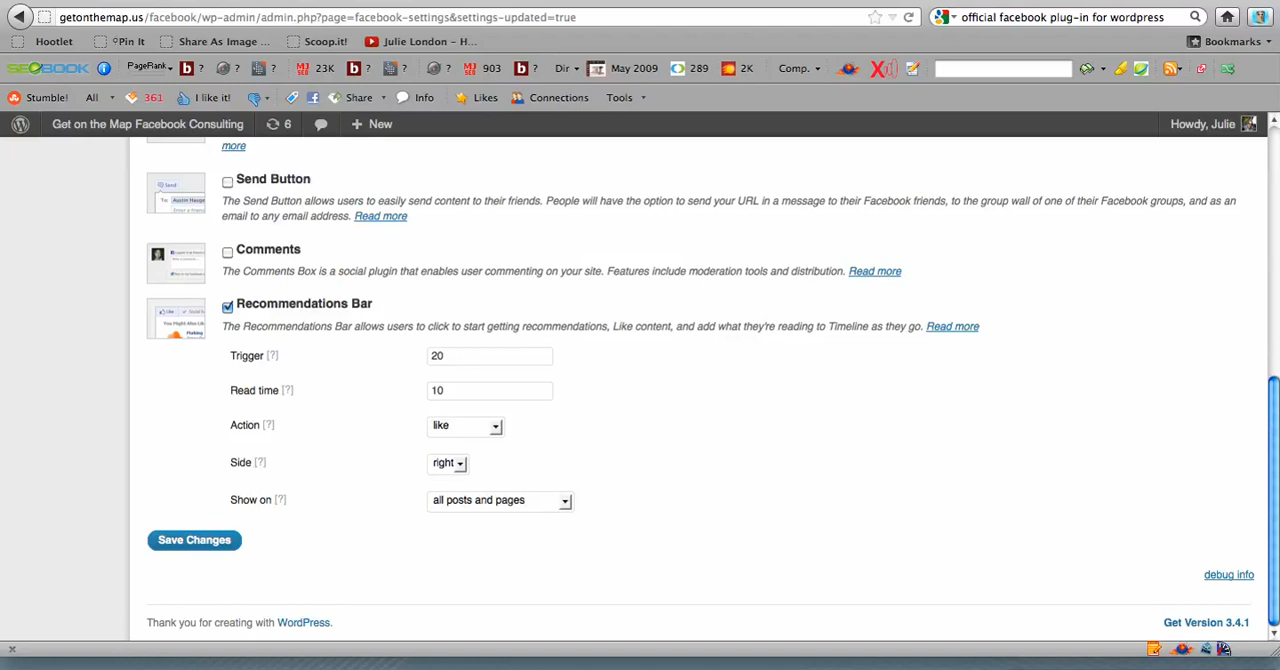 getonthemap.us/facebook/wp-admin/admin.php?page=facebook-settings&settings-updated=true
official facebook plug-in for wordpress
Hootlet Pin It Share As Image ... Scoop.it! Julie London – H... Bookmarks
SEOBOOK PageRank b ? ? ? 23K b ? ? ? 903 b ? Dir May 2009 289 2K Comp.
Stumble! All 361 I like it! Share Info Likes Connections Tools
Get on the Map Facebook Consulting 6 + New Howdy, Julie
more
Send Button
The Send Button allows users to easily send content to their friends. People will have the option to send your URL in a message to their Facebook friends, to the group wall of one of their Facebook groups, and as an
email to any email address. Read more
Comments
The Comments Box is a social plugin that enables user commenting on your site. Features include moderation tools and distribution. Read more
Recommendations Bar
The Recommendations Bar allows users to click to start getting recommendations, Like content, and add what they're reading to Timeline as they go. Read more
Trigger [?] 20
Read time [?] 10
Action [?] like
Side [?] right
Show on [?] all posts and pages
Save Changes
debug info
Thank you for creating with WordPress. Get Version 3.4.1